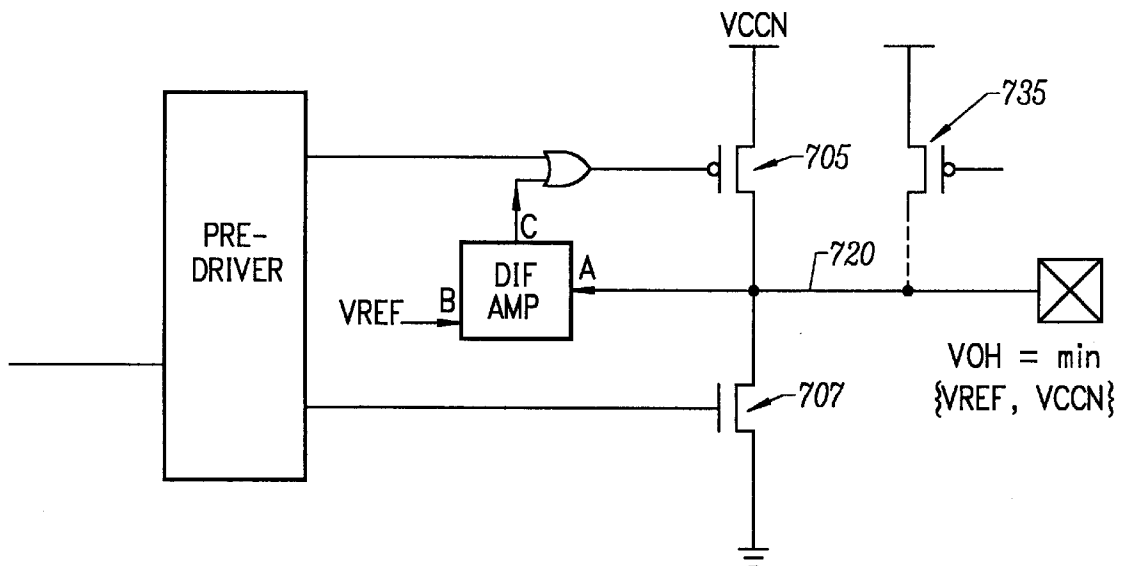 VCCN
735
705
PRE-
DRIVER
C
DIF
AMP
A
B
VREF
720
VOH = min
{VREF, VCCN}
707